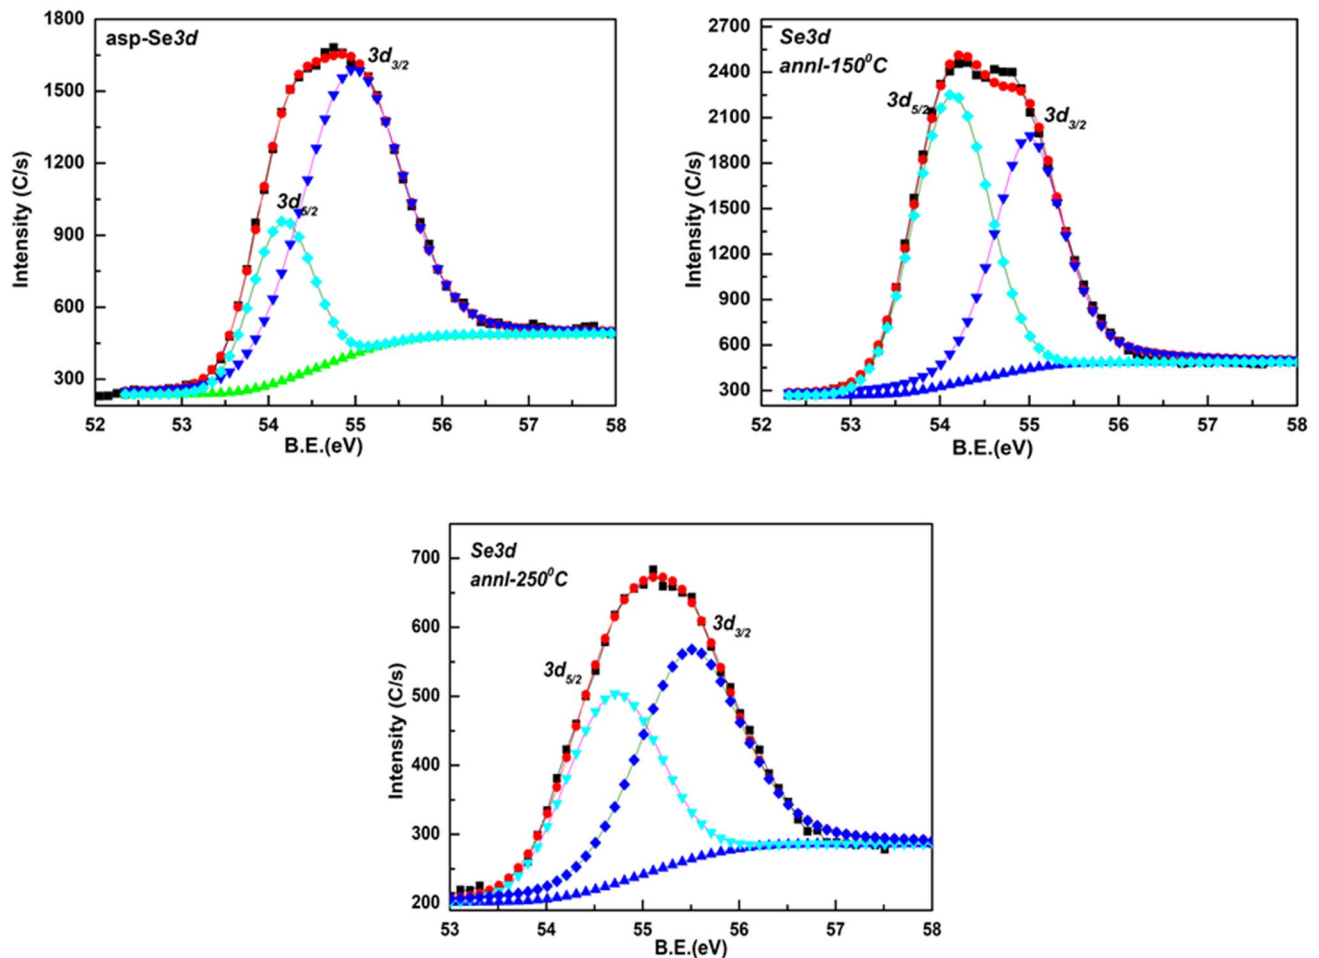 asp-Se3d
3d3/2
3d5/2
1800
1500
1200
900
600
300
Intensity (C/s)
52 53 54 55 56 57 58
B.E.(eV)
Se3d
annl-150⁰C
3d5/2
3d3/2
2700
2400
2100
1800
1500
1200
900
600
300
Intensity (C/s)
52 53 54 55 56 57 58
B.E.(eV)
Se3d
annl-250⁰C
3d3/2
3d5/2
700
600
500
400
300
200
Intensity (C/s)
53 54 55 56 57 58
B.E.(eV)